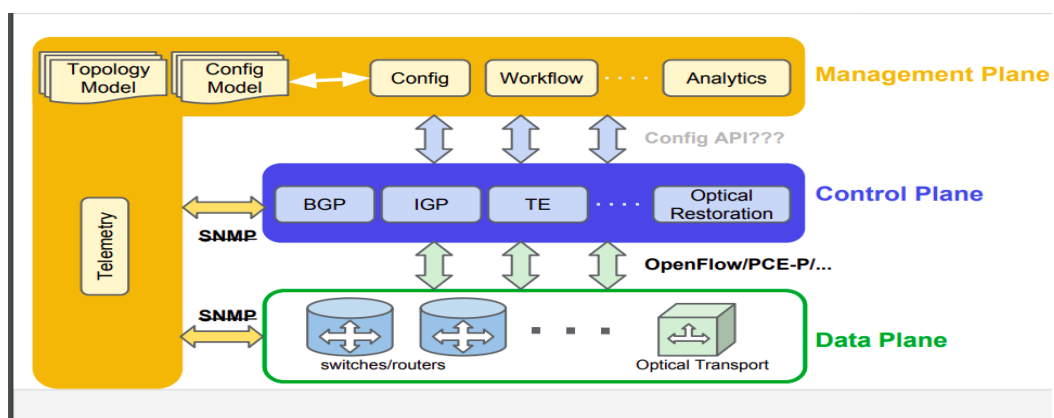 Topology
Model
Config
Model
Config
Workflow
Analytics
Management Plane
Config API???
BGP
IGP
TE
Optical
Restoration
Control Plane
SNMP
Telemetry
OpenFlow/PCE-P/...
SNMP
switches/routers
Optical Transport
Data Plane